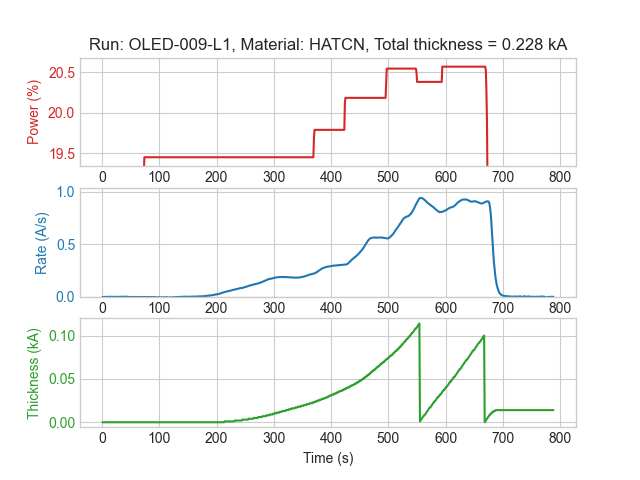 Run: OLED-009-L1, Material: HATCN, Total thickness = 0.228 kA
Power (%)
20.5
20.0
19.5
0 100 200 300 400 500 600 700 800
Rate (A/s)
1.0
0.5
0.0
0 100 200 300 400 500 600 700 800
Thickness (kA)
0.10
0.05
0.00
0 100 200 300 400 500 600 700 800
Time (s)